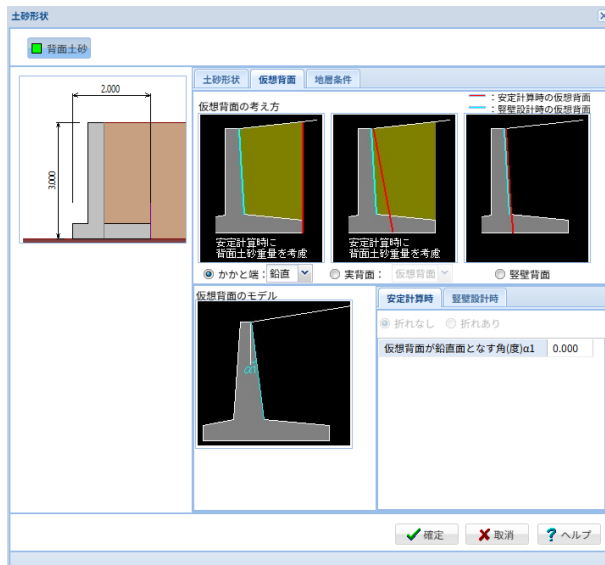 土砂形状
背面土砂
2.000
3.000
土砂形状 仮想背面 地層条件
仮想背面の考え方
：安定計算時の仮想背面
：竪壁設計時の仮想背面
安定計算時に
背面土砂重量を考慮
安定計算時に
背面土砂重量を考慮
かかと端： 鉛直
実背面： 仮想背面
竪壁背面
仮想背面のモデル
α1
安定計算時 竪壁設計時
折れなし 折れあり
仮想背面が鉛直面となす角(度)α1 0.000
確定 取消 ? ヘルプ